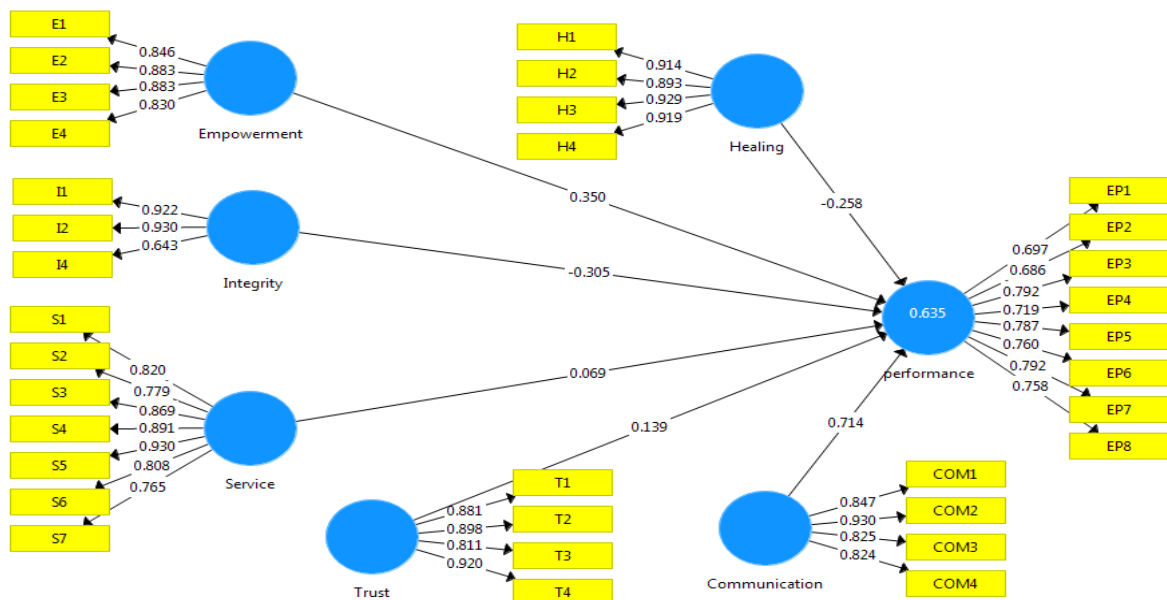 E1
E2
E3
E4
0.846
0.883
0.883
0.830
Empowerment
H1
H2
H3
H4
0.914
0.893
0.929
0.919
Healing
I1
I2
I4
0.922
0.930
0.643
Integrity
S1
S2
S3
S4
S5
S6
S7
0.820
0.779
0.869
0.891
0.930
0.808
0.765
Service
0.350
-0.258
-0.305
0.069
0.139
0.714
0.635
performance
EP1
EP2
EP3
EP4
EP5
EP6
EP7
EP8
0.697
0.686
0.792
0.719
0.787
0.760
0.792
0.758
T1
T2
T3
T4
0.881
0.898
0.811
0.920
Trust
COM1
COM2
COM3
COM4
0.847
0.930
0.825
0.824
Communication